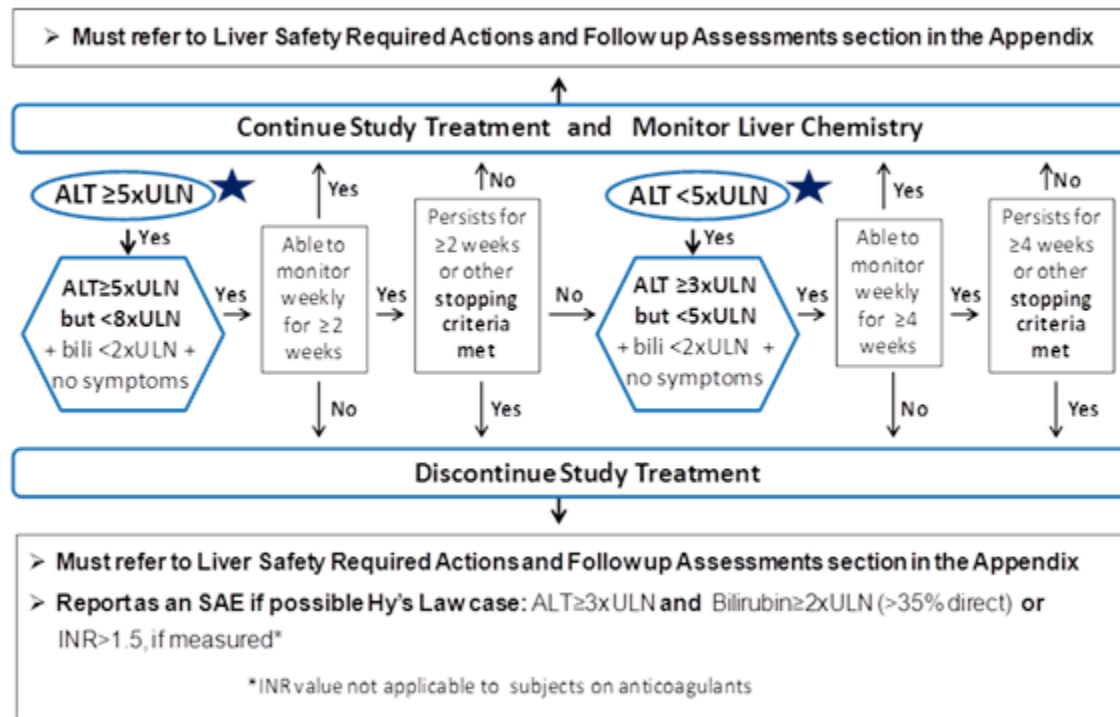 ➢ Must refer to Liver Safety Required Actions and Follow up Assessments section in the Appendix
Continue Study Treatment and Monitor Liver Chemistry
ALT ≥5xULN
Yes
ALT≥5xULN
but <8xULN
+ bili <2xULN +
no symptoms
Yes
Yes
Able to
monitor
weekly
for ≥2
weeks
No
Yes
No
Persists for
≥2 weeks
or other
stopping
criteria
met
Yes
No
ALT <5xULN
Yes
ALT ≥3xULN
but <5xULN
+ bili <2xULN +
no symptoms
Yes
Yes
Able to
monitor
weekly
for ≥4
weeks
No
Yes
No
Persists for
≥4 weeks
or other
stopping
criteria
met
Yes
Discontinue Study Treatment
➢ Must refer to Liver Safety Required Actions and Follow up Assessments section in the Appendix
➢ Report as an SAE if possible Hy's Law case: ALT≥3xULN and Bilirubin≥2xULN (>35% direct) or
INR>1.5, if measured*
*INR value not applicable to subjects on anticoagulants